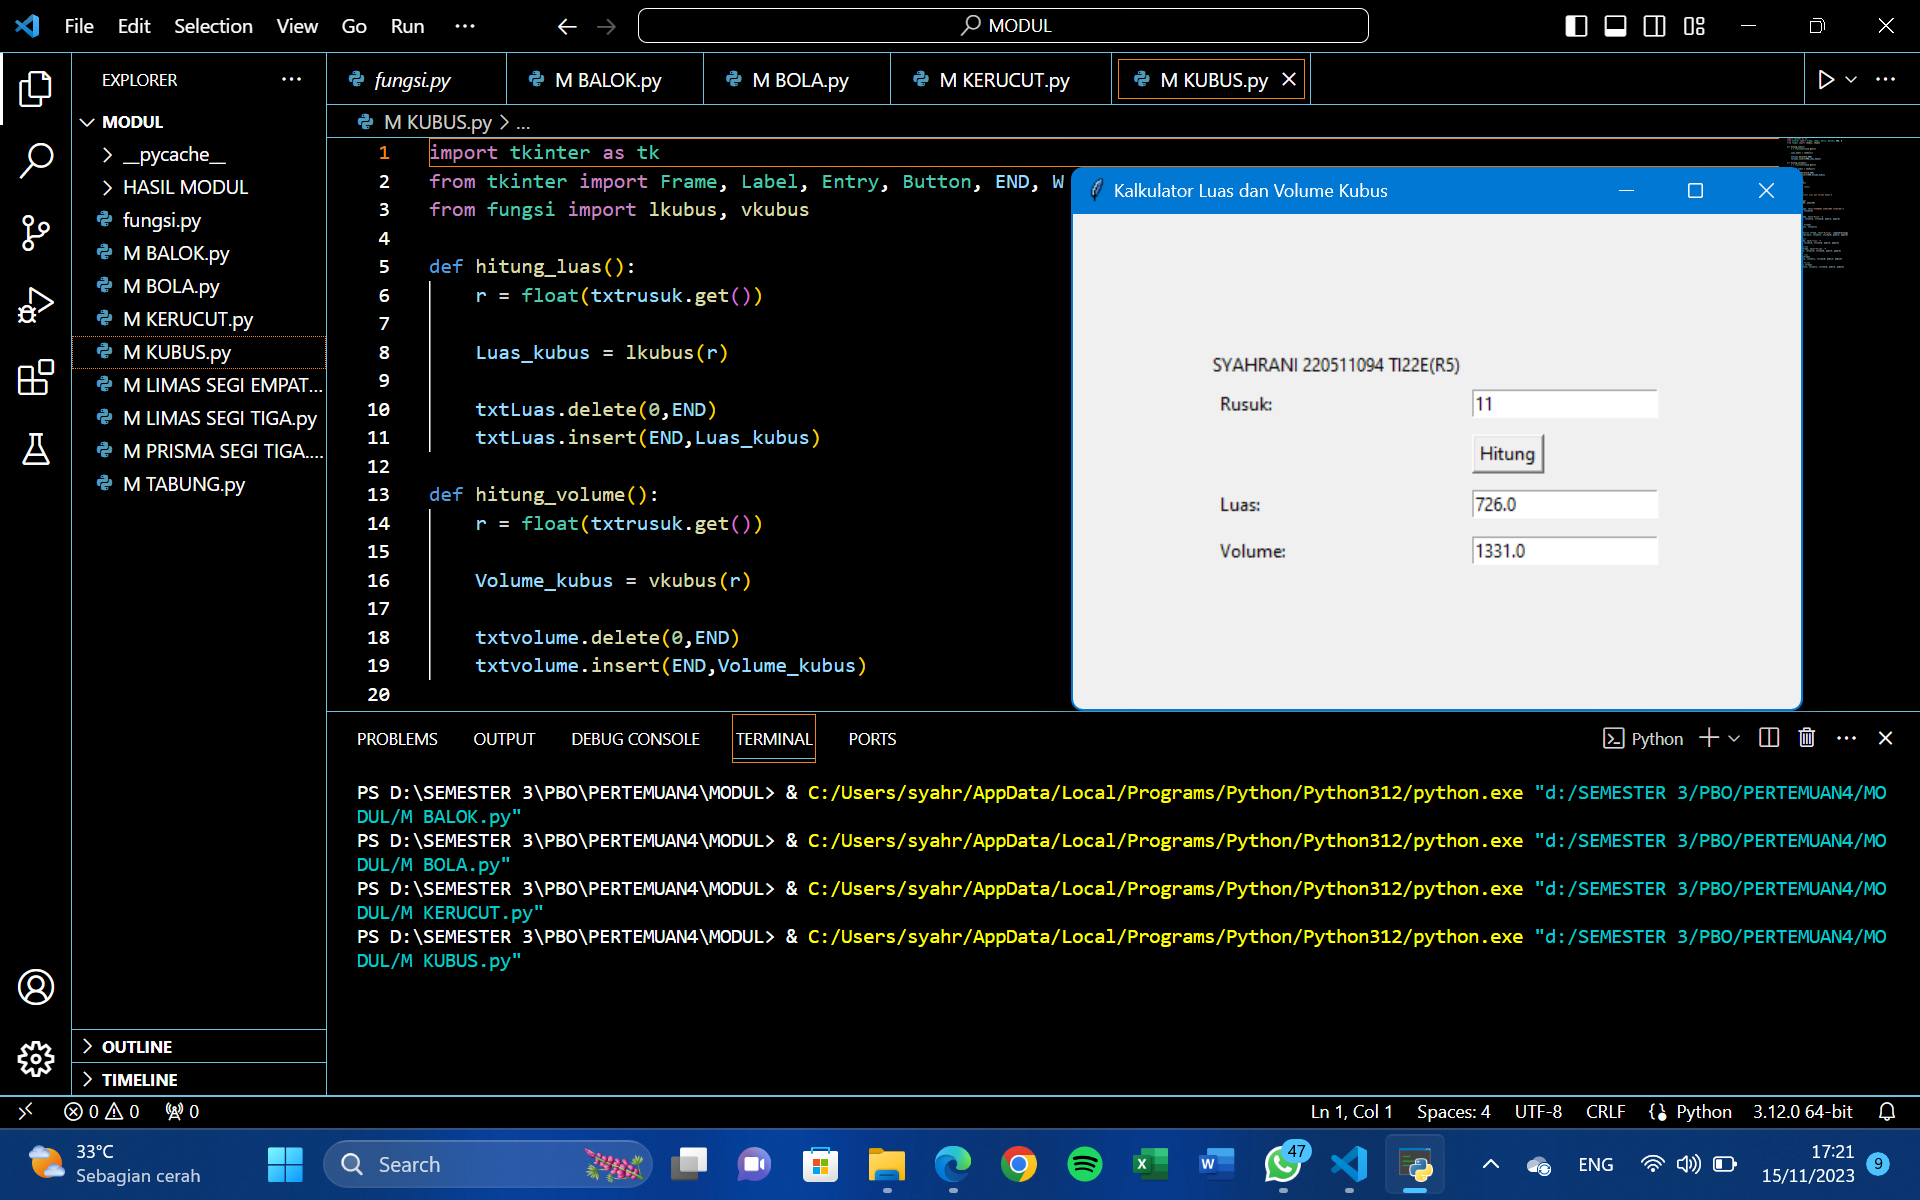 File Edit Selection View Go Run ···
MODUL
EXPLORER ···
MODUL
__pycache__
HASIL MODUL
fungsi.py
M BALOK.py
M BOLA.py
M KERUCUT.py
M KUBUS.py
M LIMAS SEGI EMPAT...
M LIMAS SEGI TIGA.py
M PRISMA SEGI TIGA....
M TABUNG.py
OUTLINE
TIMELINE
fungsi.py M BALOK.py M BOLA.py M KERUCUT.py M KUBUS.py
M KUBUS.py > ...
1 import tkinter as tk
2 from tkinter import Frame, Label, Entry, Button, END, W
3 from fungsi import lkubus, vkubus
4
5 def hitung_luas():
6 r = float(txtrusuk.get())
7
8 Luas_kubus = lkubus(r)
9
10 txtLuas.delete(0,END)
11 txtLuas.insert(END,Luas_kubus)
12
13 def hitung_volume():
14 r = float(txtrusuk.get())
15
16 Volume_kubus = vkubus(r)
17
18 txtvolume.delete(0,END)
19 txtvolume.insert(END,Volume_kubus)
20
Kalkulator Luas dan Volume Kubus
SYAHRANI 220511094 TI22E(R5)
Rusuk: 11
Hitung
Luas: 726.0
Volume: 1331.0
PROBLEMS OUTPUT DEBUG CONSOLE TERMINAL PORTS
Python
PS D:\SEMESTER 3\PBO\PERTEMUAN4\MODUL> & C:/Users/syahr/AppData/Local/Programs/Python/Python312/python.exe "d:/SEMESTER 3/PBO/PERTEMUAN4/MO
DUL/M BALOK.py"
PS D:\SEMESTER 3\PBO\PERTEMUAN4\MODUL> & C:/Users/syahr/AppData/Local/Programs/Python/Python312/python.exe "d:/SEMESTER 3/PBO/PERTEMUAN4/MO
DUL/M BOLA.py"
PS D:\SEMESTER 3\PBO\PERTEMUAN4\MODUL> & C:/Users/syahr/AppData/Local/Programs/Python/Python312/python.exe "d:/SEMESTER 3/PBO/PERTEMUAN4/MO
DUL/M KERUCUT.py"
PS D:\SEMESTER 3\PBO\PERTEMUAN4\MODUL> & C:/Users/syahr/AppData/Local/Programs/Python/Python312/python.exe "d:/SEMESTER 3/PBO/PERTEMUAN4/MO
DUL/M KUBUS.py"
0 0 0
Ln 1, Col 1 Spaces: 4 UTF-8 CRLF Python 3.12.0 64-bit
33°C
Sebagian cerah
Search
47
ENG
17:21
15/11/2023
9